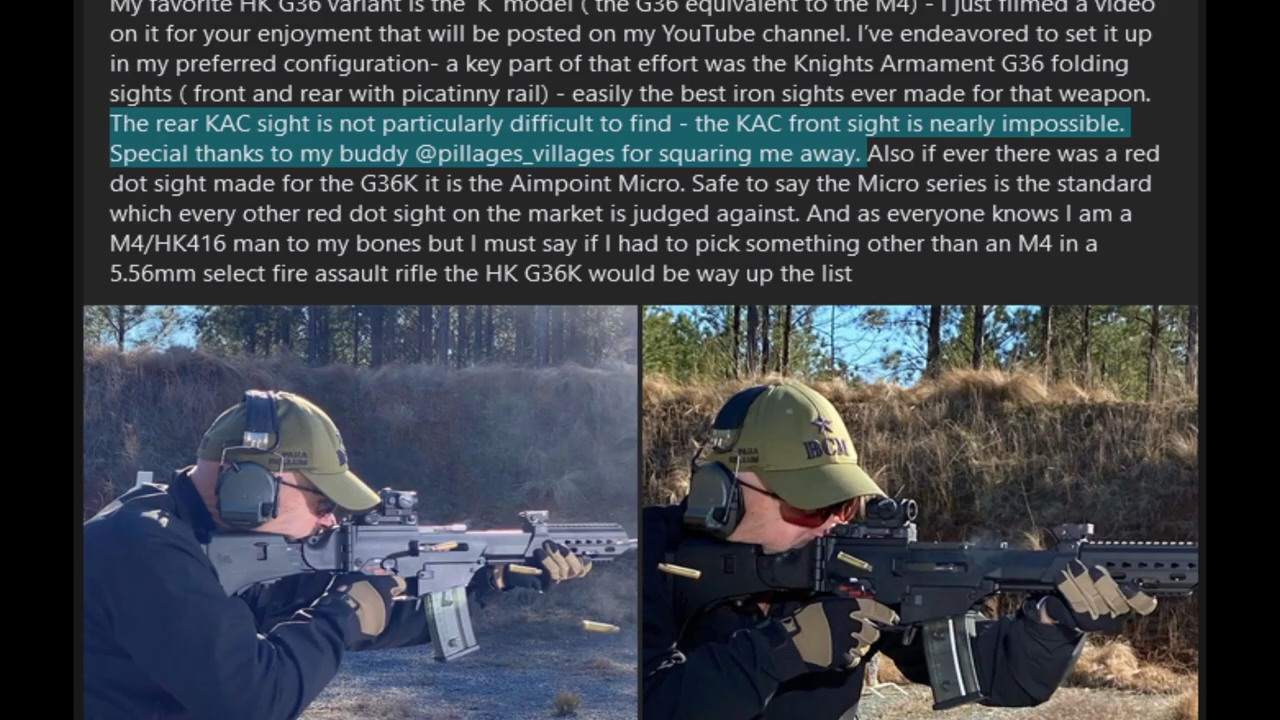 My favorite HK G36 variant is the 'K' model ( the G36 equivalent to the M4) - I just filmed a video
on it for your enjoyment that will be posted on my YouTube channel. I've endeavored to set it up
in my preferred configuration- a key part of that effort was the Knights Armament G36 folding
sights ( front and rear with picatinny rail) - easily the best iron sights ever made for that weapon.
The rear KAC sight is not particularly difficult to find - the KAC front sight is nearly impossible.
Special thanks to my buddy @pillages_villages for squaring me away. Also if ever there was a red
dot sight made for the G36K it is the Aimpoint Micro. Safe to say the Micro series is the standard
which every other red dot sight on the market is judged against. And as everyone knows I am a
M4/HK416 man to my bones but I must say if I had to pick something other than an M4 in a
5.56mm select fire assault rifle the HK G36K would be way up the list
BCM